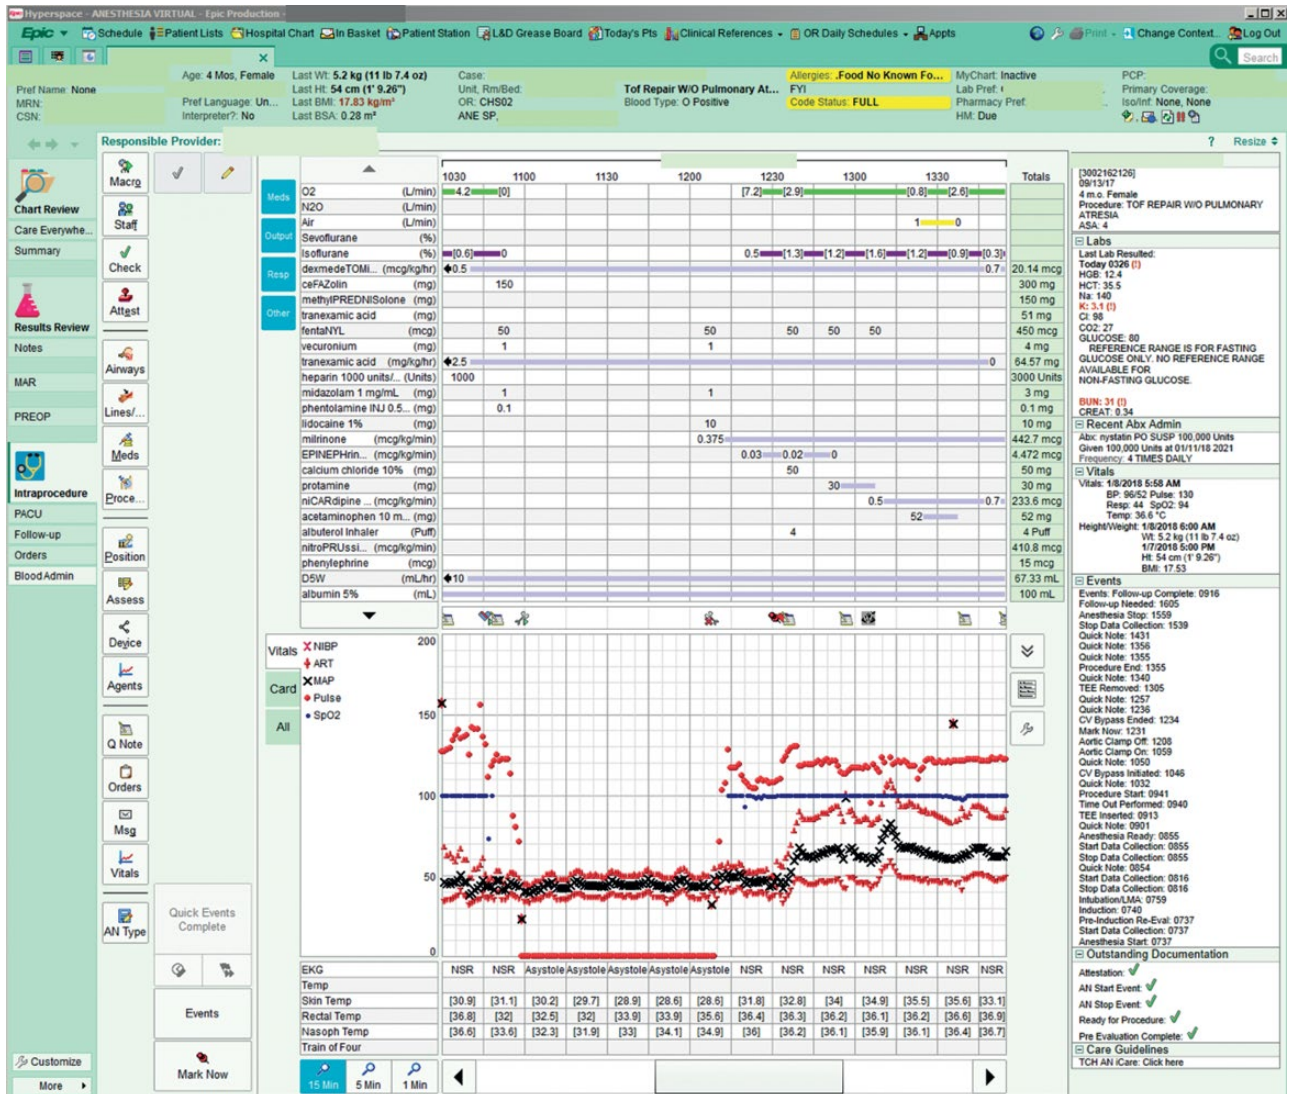 Hyperspace - ANESTHESIA VIRTUAL - Epic Production -
Epic Schedule Patient Lists Hospital Chart In Basket Patient Station L&D Grease Board Today's Pts Clinical References OR Daily Schedules Appts Print Change Context... Log Out
Search
Age: 4 Mos, Female Last Wt: 5.2 kg (11 lb 7.4 oz) Case: Allergies: .Food No Known Fo... MyChart: Inactive PCP:
Pref Name: None Last Ht: 54 cm (1' 9.26") Unit, Rm/Bed: Tof Repair W/O Pulmonary At... FYI Lab Pref: Primary Coverage:
MRN: Pref Language: Un... Last BMI: 17.83 kg/m² OR: CHS02 Blood Type: O Positive Code Status: FULL Pharmacy Pref: Iso/Inf: None, None
CSN: Interpreter?: No Last BSA: 0.28 m² ANE SP, HM: Due
Responsible Provider: ? Resize
Chart Review
Care Everywhe...
Summary
Results Review
Notes
MAR
PREOP
Intraprocedure
PACU
Follow-up
Orders
Blood Admin
Customize
More
Macro
Staff
Check
Attest
Airways
Lines/...
Meds
Proce...
Position
Assess
Device
Agents
Q Note
Orders
Msg
Vitals
AN Type
Quick Events Complete
Events
Mark Now
Meds
Output
Resp
Other
1030 1100 1130 1200 1230 1300 1330 Totals
O2 (L/min) 4.2 [0] [7.2] [2.9] [0.8] [2.6]
N2O (L/min)
Air (L/min) 1 0
Sevoflurane (%)
Isoflurane (%) [0.6] 0 0.5 [1.3] [1.2] [1.6] [1.2] [0.9] [0.3]
dexmedeTOMi... (mcg/kg/hr) 0.5 0.7 20.14 mcg
ceFAZolin (mg) 150 300 mg
methylPREDNISolone (mg) 150 mg
tranexamic acid (mg) 51 mg
fentaNYL (mcg) 50 50 50 50 50 450 mcg
vecuronium (mg) 1 1 4 mg
tranexamic acid (mg/kg/hr) 2.5 0 64.57 mg
heparin 1000 units/... (Units) 1000 3000 Units
midazolam 1 mg/mL (mg) 1 1 3 mg
phentolamine INJ 0.5... (mg) 0.1 0.1 mg
lidocaine 1% (mg) 10 10 mg
milrinone (mcg/kg/min) 0.375 442.7 mcg
EPINEPHrin... (mcg/kg/min) 0.03 0.02 0 4.472 mcg
calcium chloride 10% (mg) 50 50 mg
protamine (mg) 30 30 mg
niCARdipine ... (mcg/kg/min) 0.5 0.7 233.6 mcg
acetaminophen 10 m... (mg) 52 52 mg
albuterol Inhaler (Puff) 4 4 Puff
nitroPRUssi... (mcg/kg/min) 410.8 mcg
phenylephrine (mcg) 15 mcg
D5W (mL/hr) 10 67.33 mL
albumin 5% (mL) 100 mL
Vitals
Card
All
NIBP
ART
MAP
Pulse
SpO2
200
150
100
50
0
EKG NSR NSR Asystole Asystole Asystole Asystole Asystole NSR NSR NSR NSR NSR NSR NSR
Temp
Skin Temp [30.9] [31.1] [30.2] [29.7] [28.9] [28.6] [28.6] [31.8] [32.8] [34] [34.9] [35.5] [35.6] [33.1]
Rectal Temp [36.8] [32] [32.5] [32] [33.9] [33.9] [35.6] [36.4] [36.3] [36.2] [36.1] [36.2] [36.6] [36.9]
Nasoph Temp [36.6] [33.6] [32.3] [31.9] [33] [34.1] [34.9] [36] [36.2] [36.1] [35.9] [36.1] [36.4] [36.7]
Train of Four
15 Min 5 Min 1 Min
[3002162126]
09/13/17
4 m.o. Female
Procedure: TOF REPAIR W/O PULMONARY
ATRESIA
ASA: 4
Labs
Last Lab Resulted:
Today 0326 (!)
HGB: 12.4
HCT: 35.5
Na: 140
K: 3.1 (!)
Cl: 98
CO2: 27
GLUCOSE: 80
REFERENCE RANGE IS FOR FASTING
GLUCOSE ONLY. NO REFERENCE RANGE
AVAILABLE FOR
NON-FASTING GLUCOSE.
BUN: 31 (!)
CREAT: 0.34
Recent Abx Admin
Abx: nystatin PO SUSP 100,000 Units
Given 100,000 Units at 01/11/18 2021
Frequency: 4 TIMES DAILY
Vitals
Vitals: 1/8/2018 5:58 AM
BP: 96/52 Pulse: 130
Resp: 44 SpO2: 94
Temp: 36.6 °C
Height/Weight: 1/8/2018 6:00 AM
Wt: 5.2 kg (11 lb 7.4 oz)
1/7/2018 5:00 PM
Ht: 54 cm (1' 9.26")
BMI: 17.53
Events
Events: Follow-up Complete: 0916
Follow-up Needed: 1605
Anesthesia Stop: 1559
Stop Data Collection: 1539
Quick Note: 1431
Quick Note: 1356
Quick Note: 1355
Procedure End: 1355
Quick Note: 1340
TEE Removed: 1305
Quick Note: 1257
Quick Note: 1236
CV Bypass Ended: 1234
Mark Now: 1231
Aortic Clamp Off: 1208
Aortic Clamp On: 1059
Quick Note: 1050
CV Bypass Initiated: 1046
Quick Note: 1032
Procedure Start: 0941
Time Out Performed: 0940
TEE Inserted: 0913
Quick Note: 0901
Anesthesia Ready: 0855
Start Data Collection: 0855
Stop Data Collection: 0855
Quick Note: 0854
Start Data Collection: 0816
Stop Data Collection: 0816
Intubation/LMA: 0759
Induction: 0740
Pre-Induction Re-Eval: 0737
Start Data Collection: 0737
Anesthesia Start: 0737
Outstanding Documentation
Attestation:
AN Start Event:
AN Stop Event:
Ready for Procedure:
Pre Evaluation Complete:
Care Guidelines
TCH AN iCare: Click here